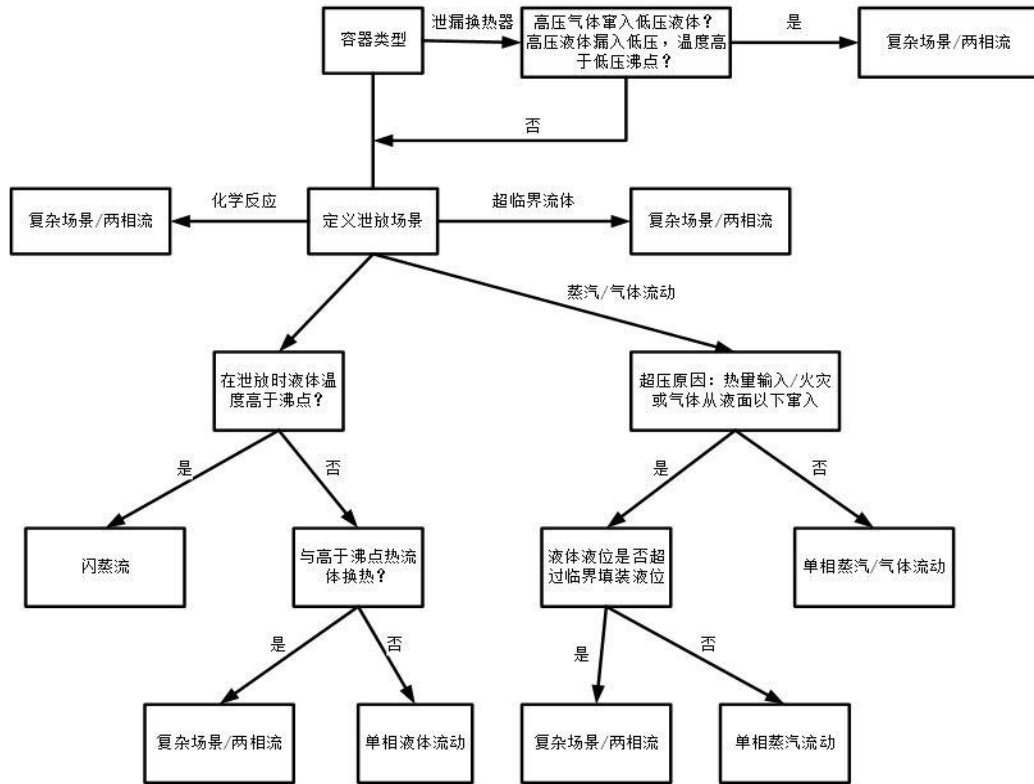 容器类型
泄漏换热器
高压气体窜入低压液体？
高压液体漏入低压，温度高
于低压沸点？
是
复杂场景/两相流
否
复杂场景/两相流
化学反应
定义泄放场景
超临界流体
复杂场景/两相流
蒸汽/气体流动
在泄放时液体温
度高于沸点？
超压原因：热量输入/火灾
或气体从液面以下窜入
是
否
是
否
闪蒸流
与高于沸点热流
体换热？
液体液位是否超
过临界填装液位
单相蒸汽/气体流动
是
否
是
否
复杂场景/两相流
单相液体流动
复杂场景/两相流
单相蒸汽流动